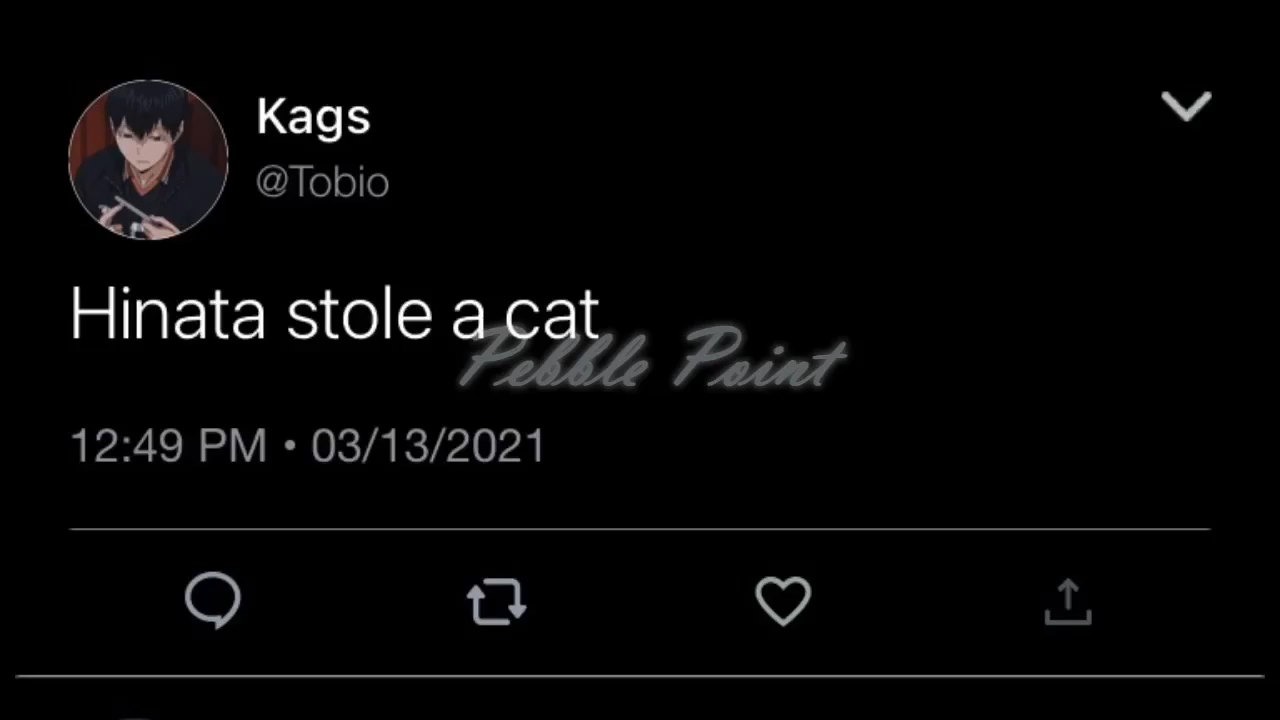 Kags
@Tobio
Hinata stole a cat
Pebble Point
12:49 PM • 03/13/2021